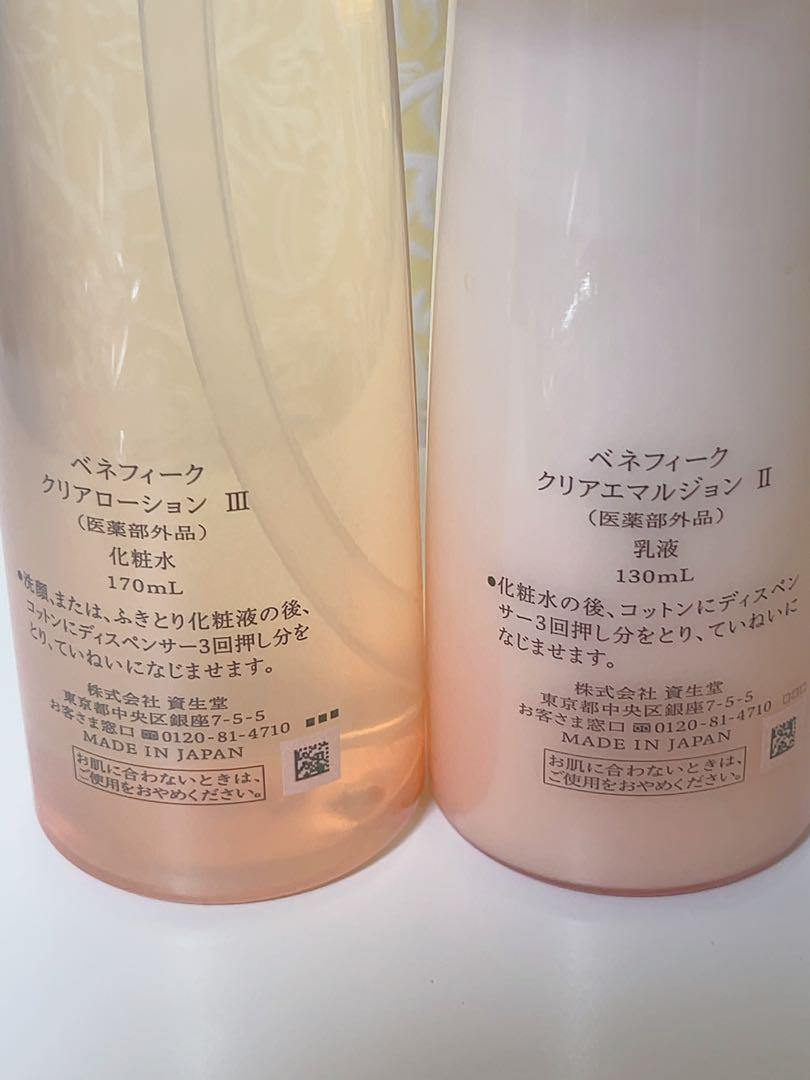 ベネフィーク
クリアローション Ⅲ
（医薬部外品）
化粧水
170mL
●洗顔、または、ふきとり化粧液の後、
コットンにディスペンサー3回押し分を
とり、ていねいになじませます。
株式会社 資生堂
東京都中央区銀座7-5-5
お客さま窓口 0120-81-4710
MADE IN JAPAN
お肌に合わないときは、
ご使用をおやめください。
ベネフィーク
クリアエマルジョン Ⅱ
（医薬部外品）
乳液
130mL
●化粧水の後、コットンにディスペン
サー3回押し分をとり、ていねいに
なじませます。
株式会社 資生堂
東京都中央区銀座7-5-5
お客さま窓口 0120-81-4710
MADE IN JAPAN
お肌に合わないときは、
ご使用をおやめください。